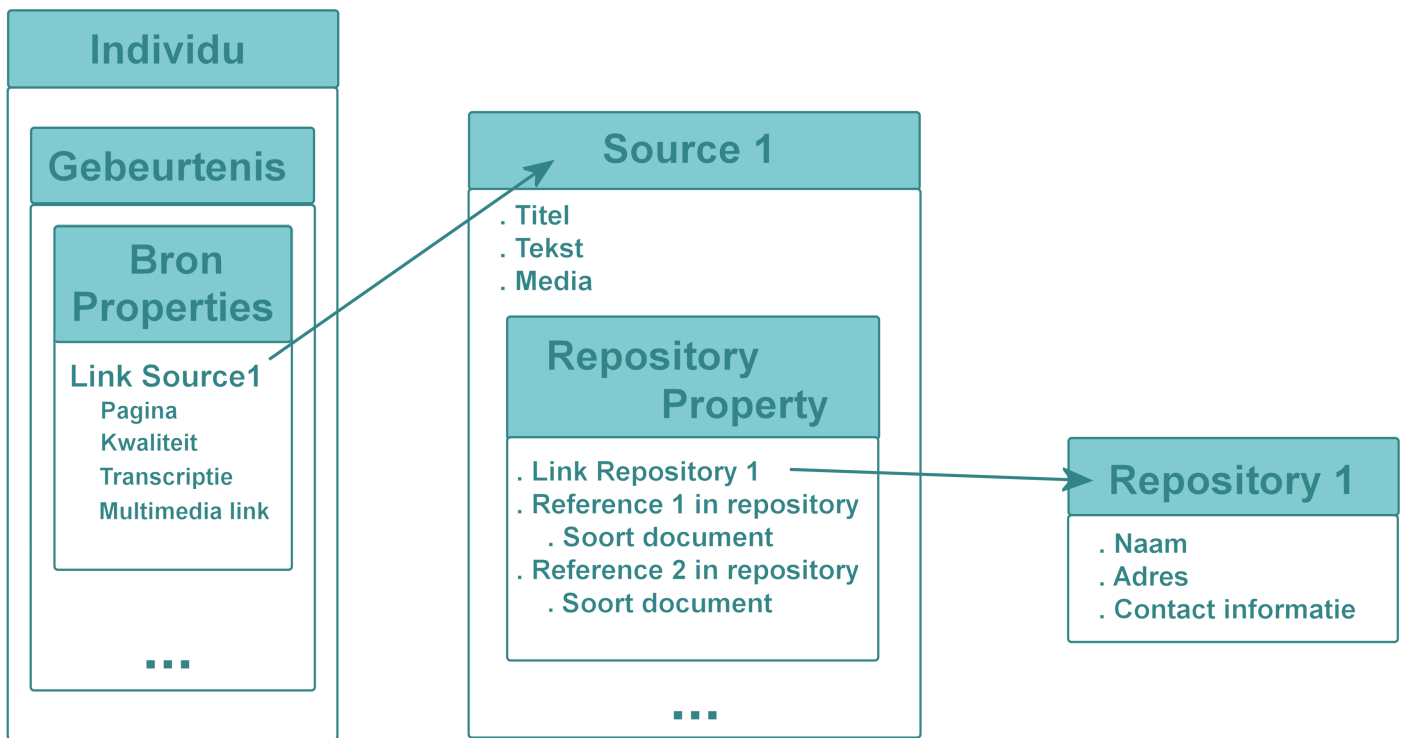 Individu
Gebeurtenis
Bron
Properties
Link Source1
Pagina
Kwaliteit
Transcriptie
Multimedia link
...
Source 1
. Titel
. Tekst
. Media
Repository
Property
. Link Repository 1
. Reference 1 in repository
. Soort document
. Reference 2 in repository
. Soort document
...
Repository 1
. Naam
. Adres
. Contact informatie